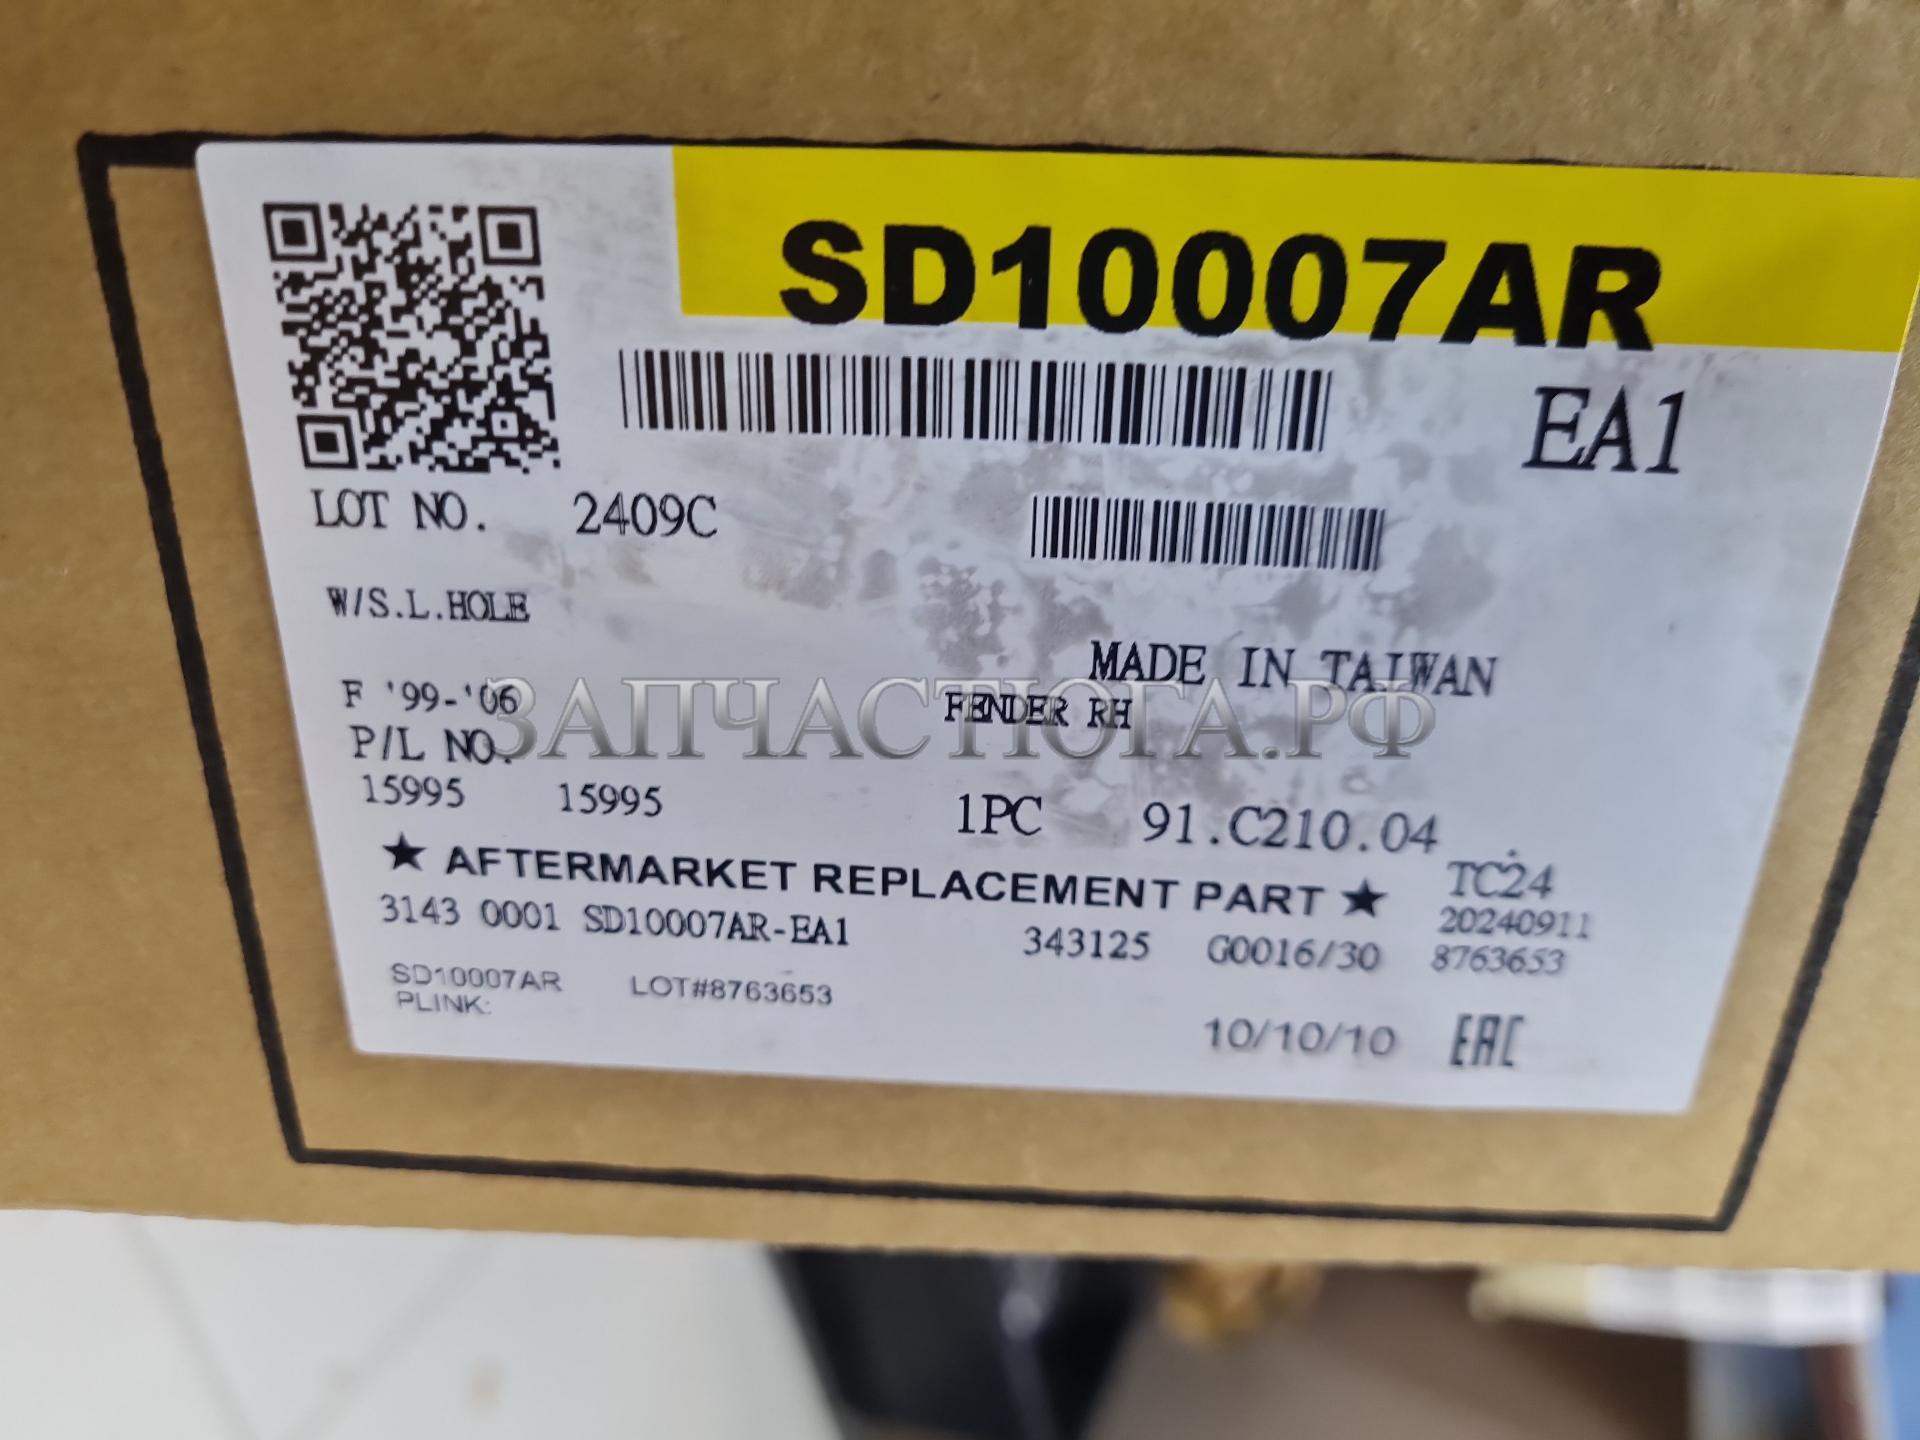 SD10007AR
EA1
LOT NO. 2409C
W/S.L.HOLE
MADE IN TAIWAN
F '99-'06 FENDER RH
ЗАПЧАСТЮГА.РФ
P/L NO.
15995 15995 1PC 91.C210.04
★ AFTERMARKET REPLACEMENT PART ★ TC24
3143 0001 SD10007AR-EA1 343125 G0016/30 20240911
8763653
SD10007AR LOT#8763653
PLINK:
10/10/10 EAC